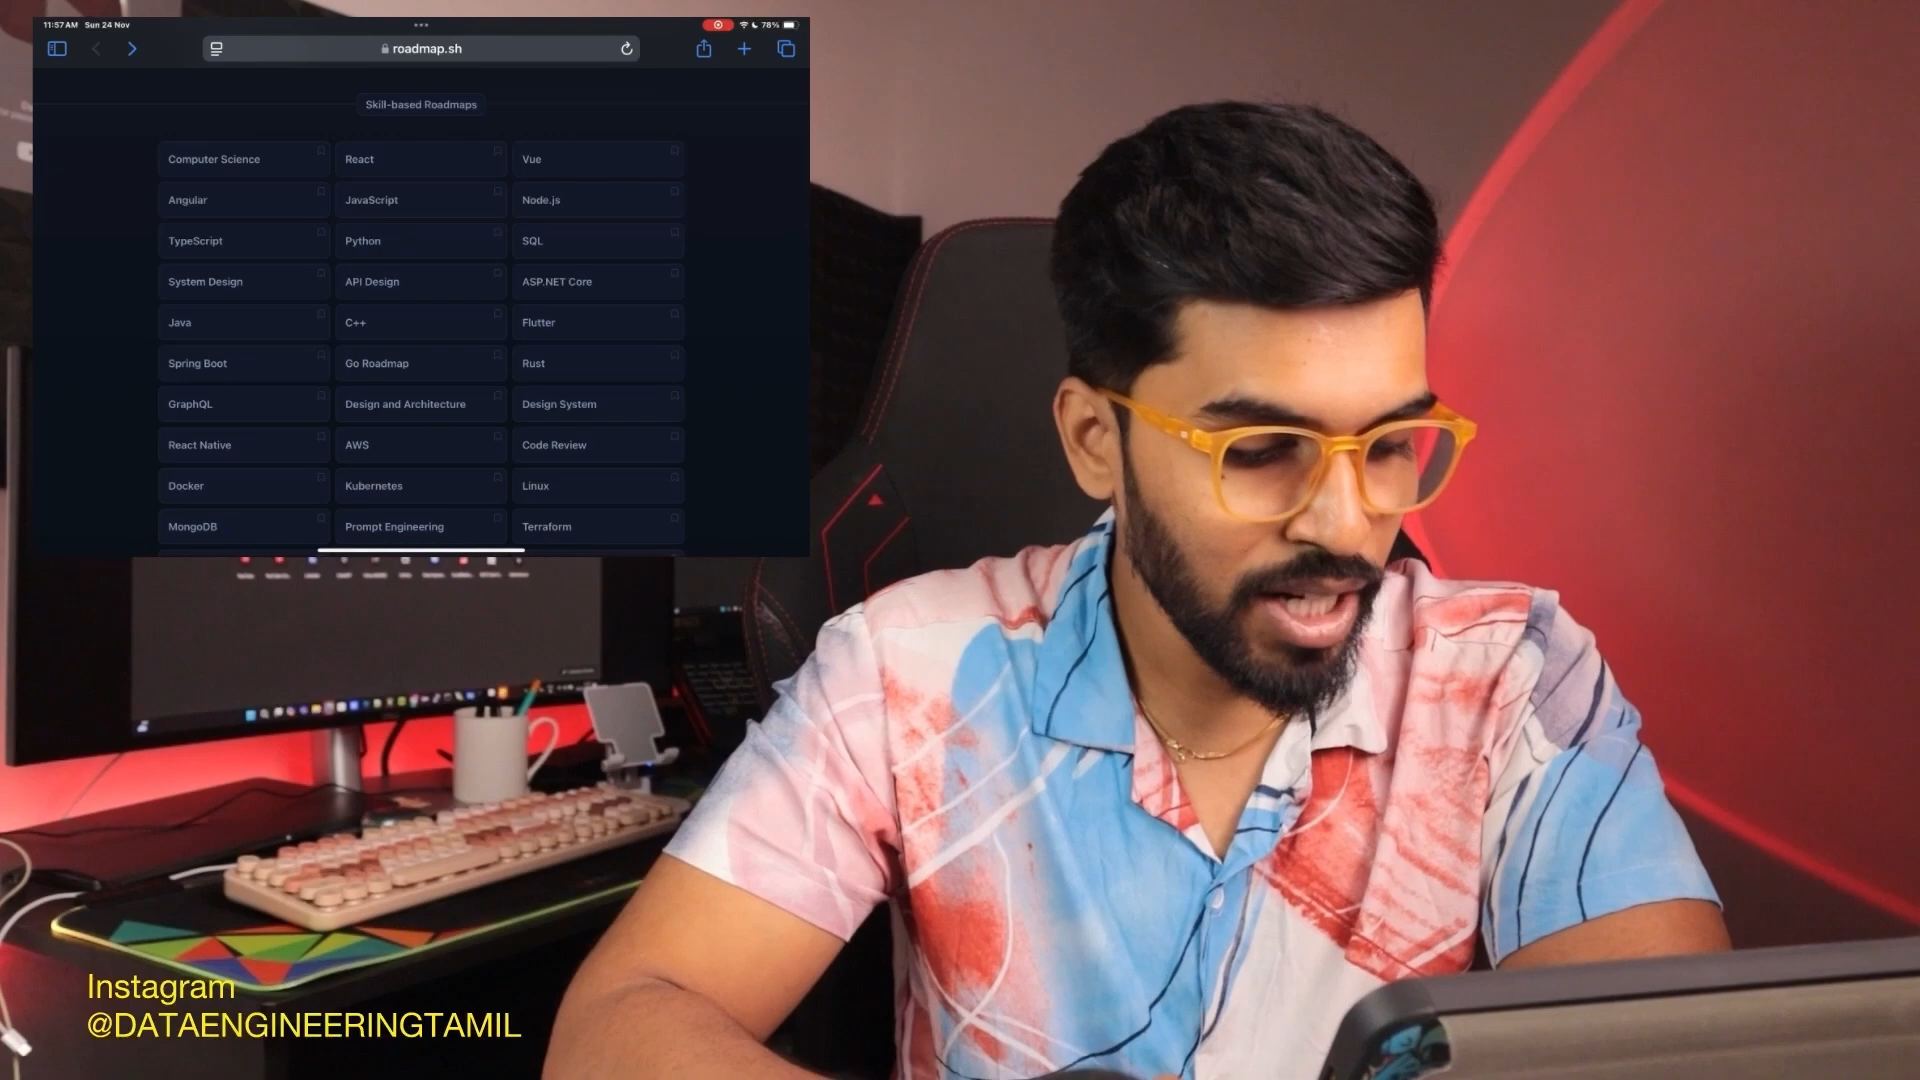 11:57 AM Sun 24 Nov
78%
roadmap.sh
Skill-based Roadmaps
Computer Science
React
Vue
Angular
JavaScript
Node.js
TypeScript
Python
SQL
System Design
API Design
ASP.NET Core
Java
C++
Flutter
Spring Boot
Go Roadmap
Rust
GraphQL
Design and Architecture
Design System
React Native
AWS
Code Review
Docker
Kubernetes
Linux
MongoDB
Prompt Engineering
Terraform
Instagram
@DATAENGINEERINGTAMIL